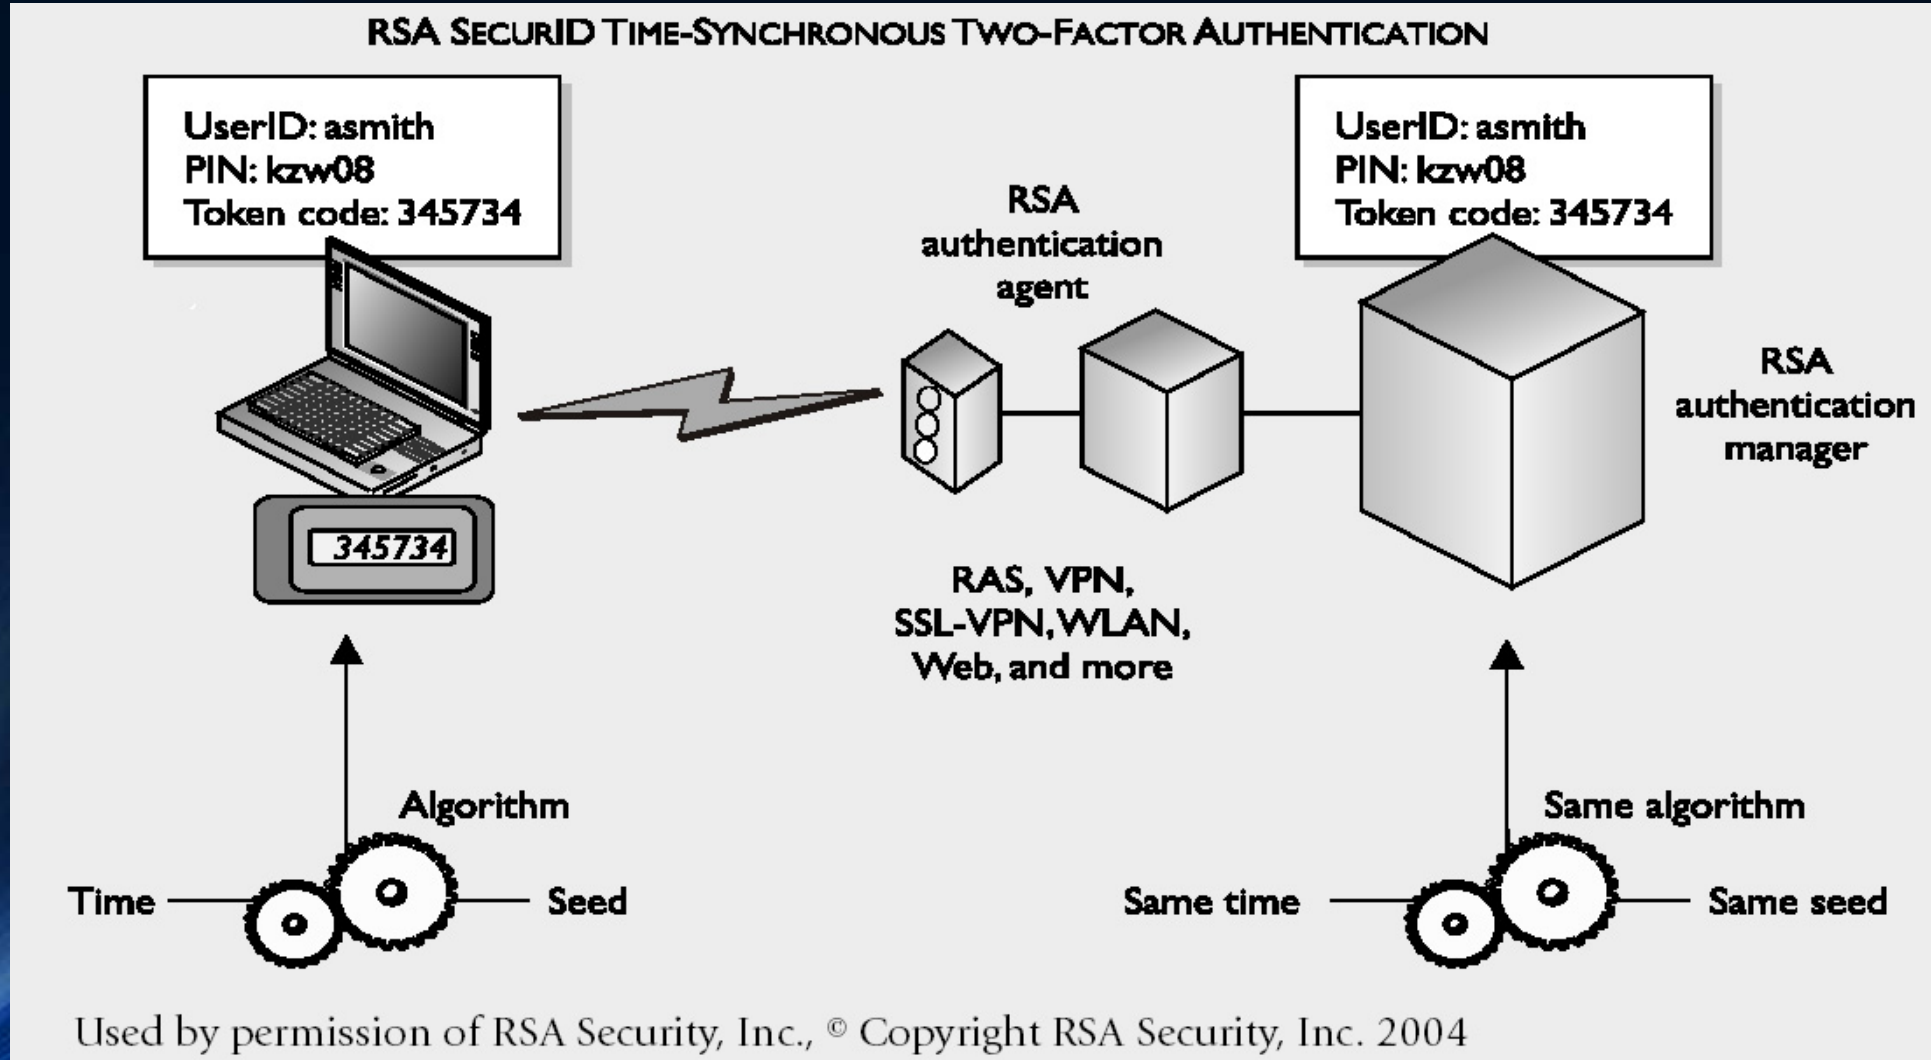 RSA SECURID TIME-SYNCHRONOUS TWO-FACTOR AUTHENTICATION
UserID: asmith
PIN: kzw08
Token code: 345734
UserID: asmith
PIN: kzw08
Token code: 345734
RSA
authentication
agent
RSA
authentication
manager
345734
RAS, VPN,
SSL-VPN, WLAN,
Web, and more
Algorithm
Time
Seed
Same algorithm
Same time
Same seed
Used by permission of RSA Security, Inc., © Copyright RSA Security, Inc. 2004